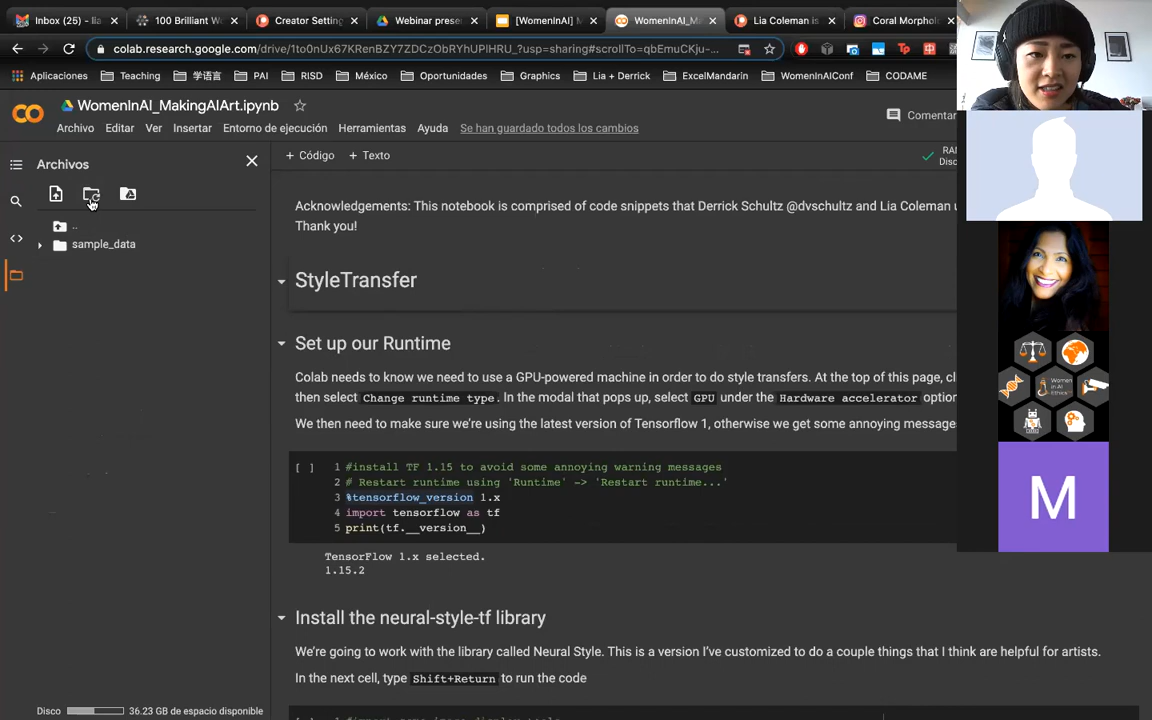 Inbox (25) - lia
100 Brilliant Wo
Creator Setting
Webinar prese
[WomenInAI] M
WomenInAI_Ma
Lia Coleman is
Coral Morpholo
colab.research.google.com/drive/1to0nUx67KRenBZY7ZDCzObRYhUPlHRU_?usp=sharing#scrollTo=qbEmuCKju-...
Aplicaciones
Teaching
学语言
PAI
RISD
México
Oportunidades
Graphics
Lia + Derrick
ExcelMandarin
WomenInAIConf
CODAME
WomenInAI_MakingAIArt.ipynb
Archivo Editar Ver Insertar Entorno de ejecución Herramientas Ayuda Se han guardado todos los cambios
Comentar
Archivos
+ Código + Texto
RAM
Disc
..
sample_data
Acknowledgements: This notebook is comprised of code snippets that Derrick Schultz @dvschultz and Lia Coleman u
Thank you!
StyleTransfer
Set up our Runtime
Colab needs to know we need to use a GPU-powered machine in order to do style transfers. At the top of this page, cl
then select Change runtime type. In the modal that pops up, select GPU under the Hardware accelerator option
We then need to make sure we're using the latest version of Tensorflow 1, otherwise we get some annoying message
[ ] 1 #install TF 1.15 to avoid some annoying warning messages
2 # Restart runtime using 'Runtime' -> 'Restart runtime...'
3 %tensorflow_version 1.x
4 import tensorflow as tf
5 print(tf.__version__)
TensorFlow 1.x selected.
1.15.2
Install the neural-style-tf library
We're going to work with the library called Neural Style. This is a version I've customized to do a couple things that I think are helpful for artists.
In the next cell, type Shift+Return to run the code
Disco 36.23 GB de espacio disponible
Women
in AI
Ethics
M